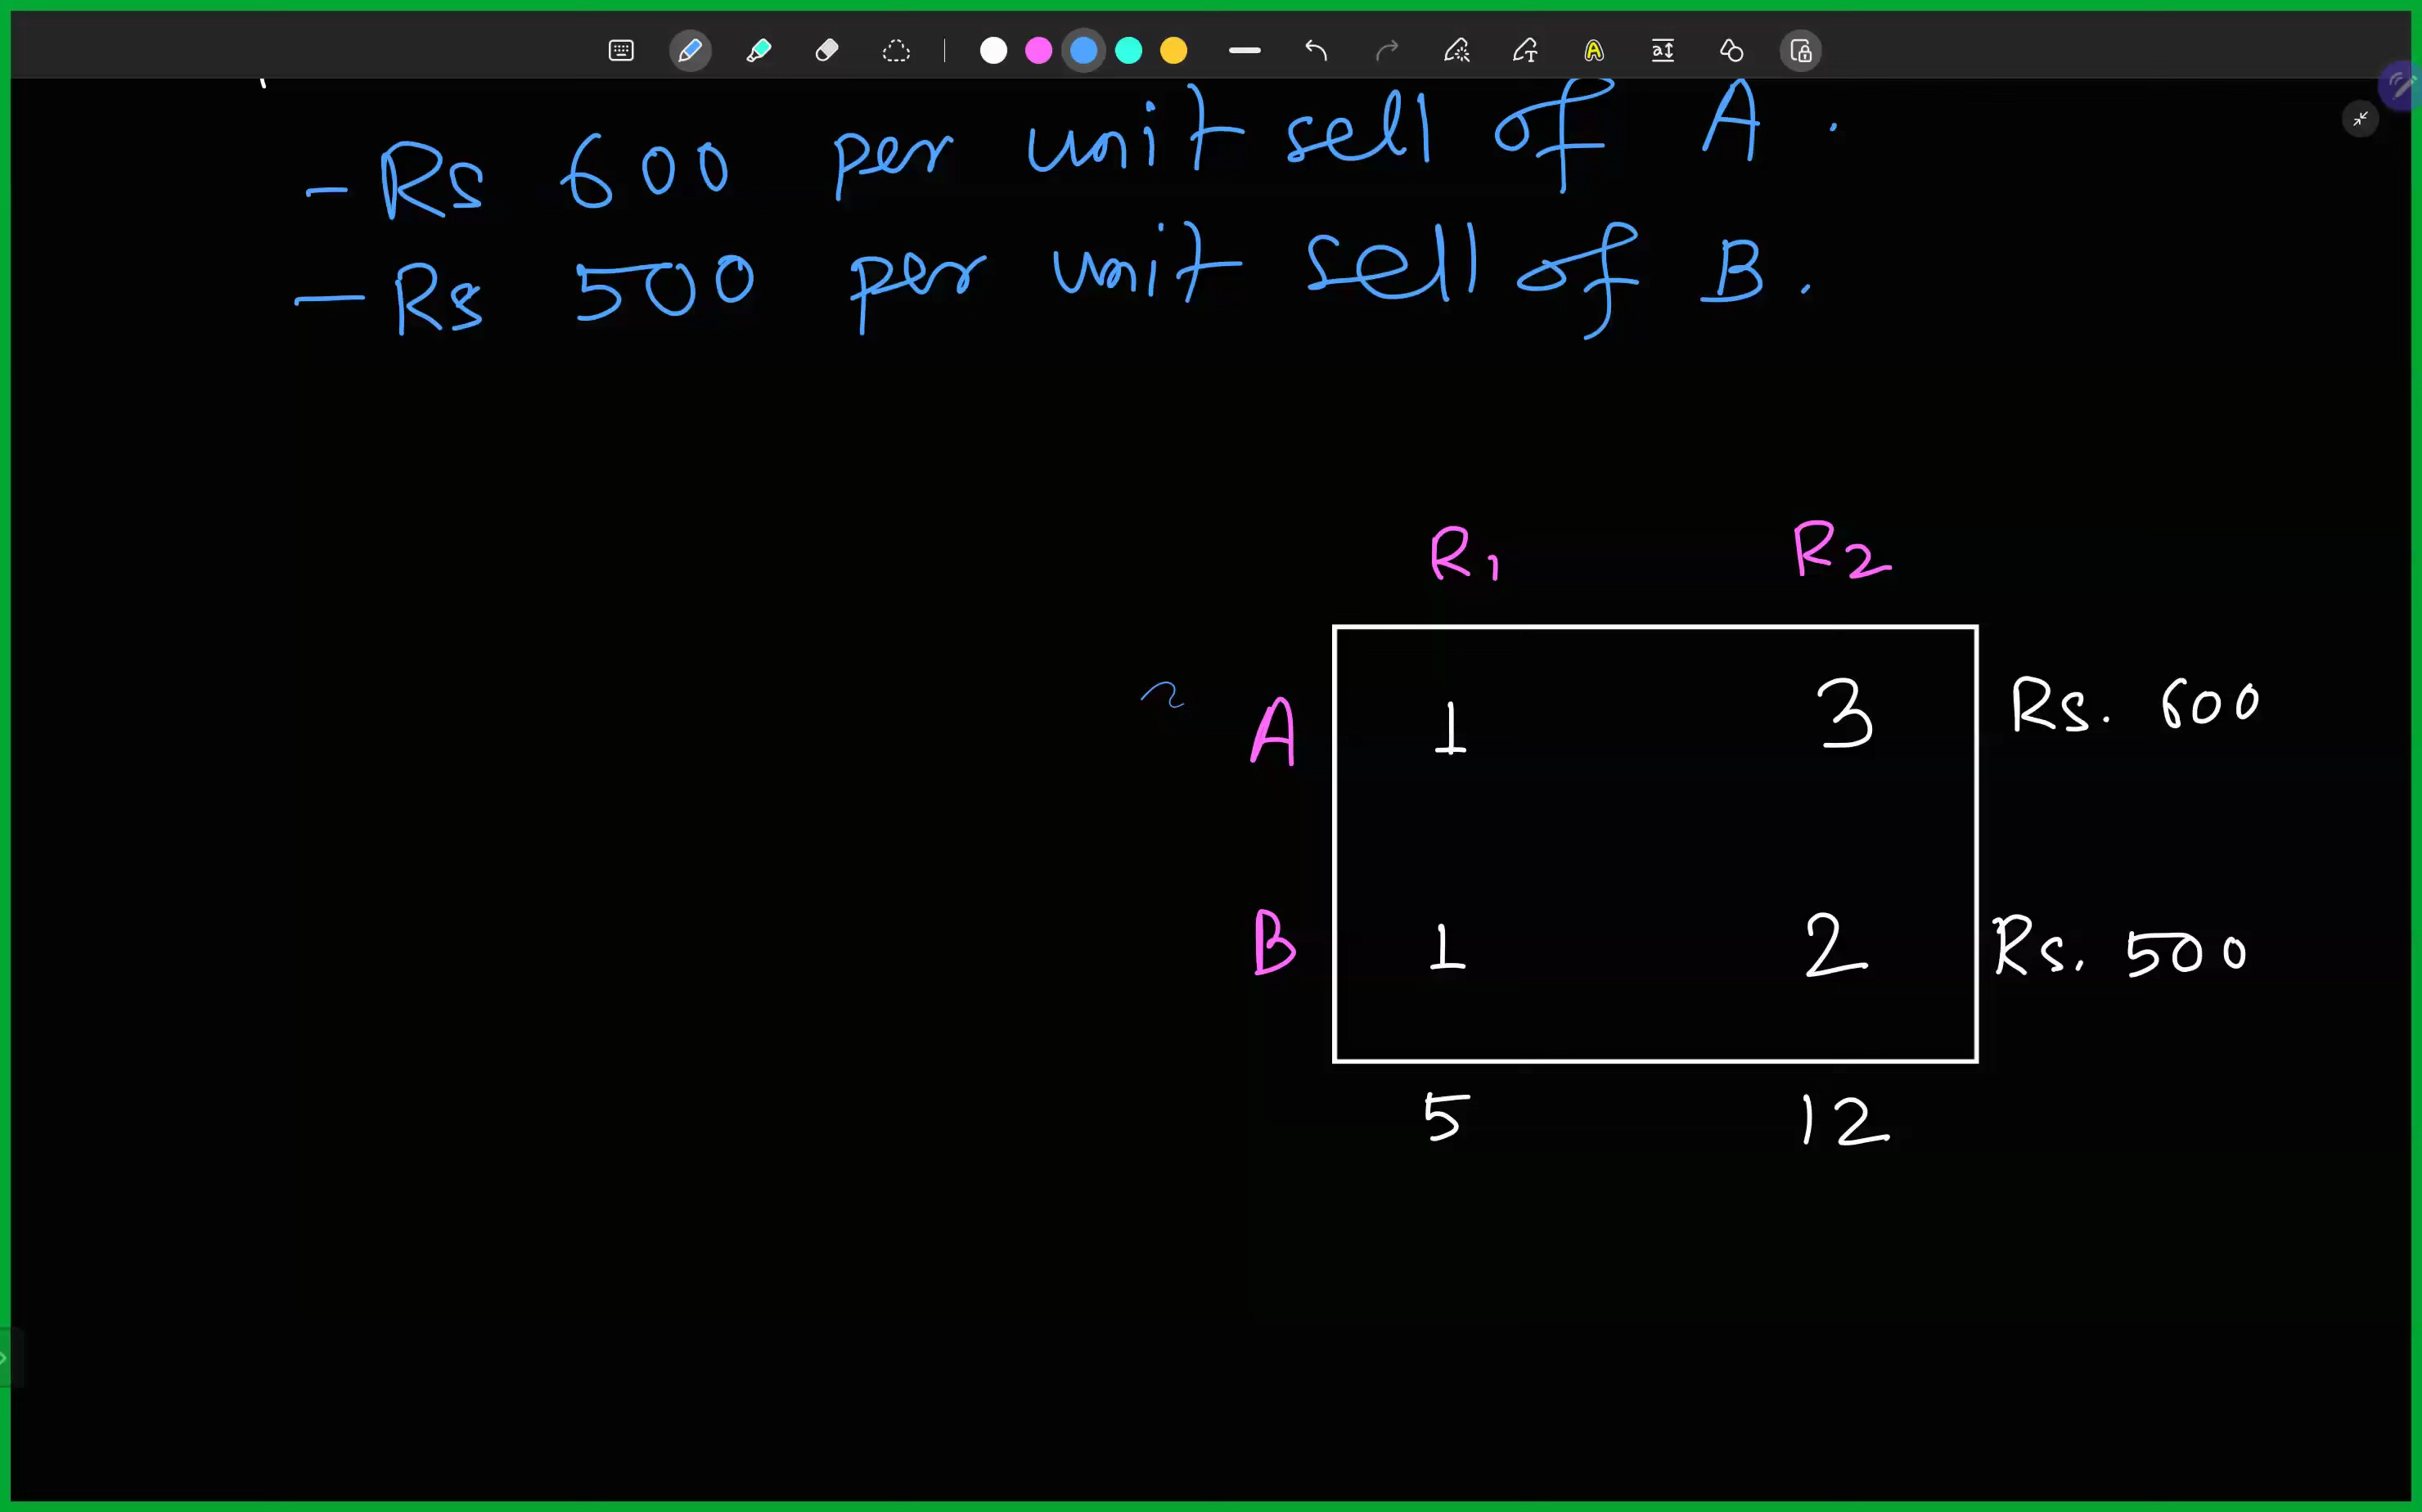 - Rs 600 per unit sell of A.
- Rs 500 per unit sell of B.
R1 R2
A 1 3 Rs. 600
B 1 2 Rs. 500
5 12